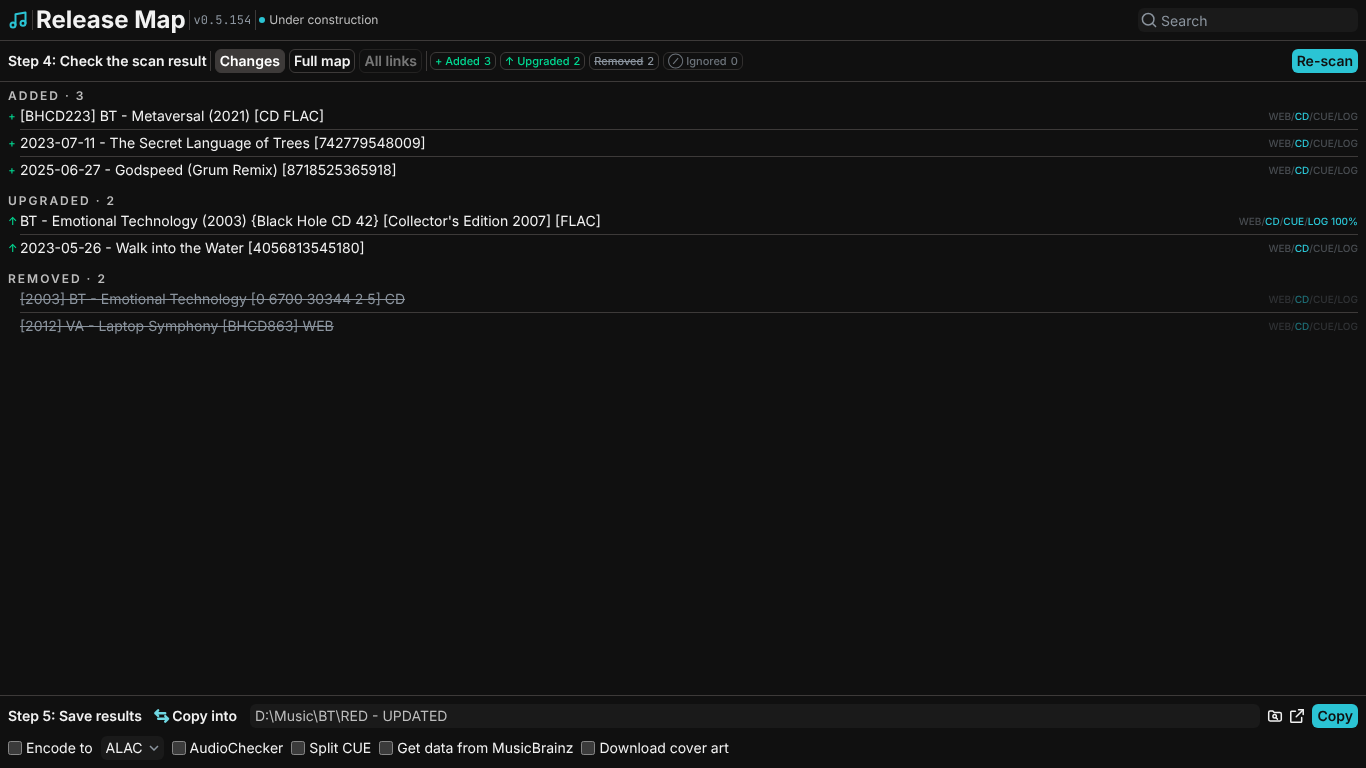 Release Map v0.5.154 Under construction Search
Step 4: Check the scan result Changes Full map All links + Added 3 ↑ Upgraded 2 Removed 2 Ignored 0 Re-scan
ADDED · 3
+ [BHCD223] BT - Metaversal (2021) [CD FLAC] WEB/CD/CUE/LOG
+ 2023-07-11 - The Secret Language of Trees [742779548009] WEB/CD/CUE/LOG
+ 2025-06-27 - Godspeed (Grum Remix) [8718525365918] WEB/CD/CUE/LOG
UPGRADED · 2
↑ BT - Emotional Technology (2003) {Black Hole CD 42} [Collector's Edition 2007] [FLAC] WEB/CD/CUE/LOG 100%
↑ 2023-05-26 - Walk into the Water [4056813545180] WEB/CD/CUE/LOG
REMOVED · 2
[2003] BT - Emotional Technology [0 6700 30344 2 5] CD WEB/CD/CUE/LOG
[2012] VA - Laptop Symphony [BHCD863] WEB WEB/CD/CUE/LOG
Step 5: Save results Copy into D:\Music\BT\RED - UPDATED Copy
Encode to ALAC AudioChecker Split CUE Get data from MusicBrainz Download cover art